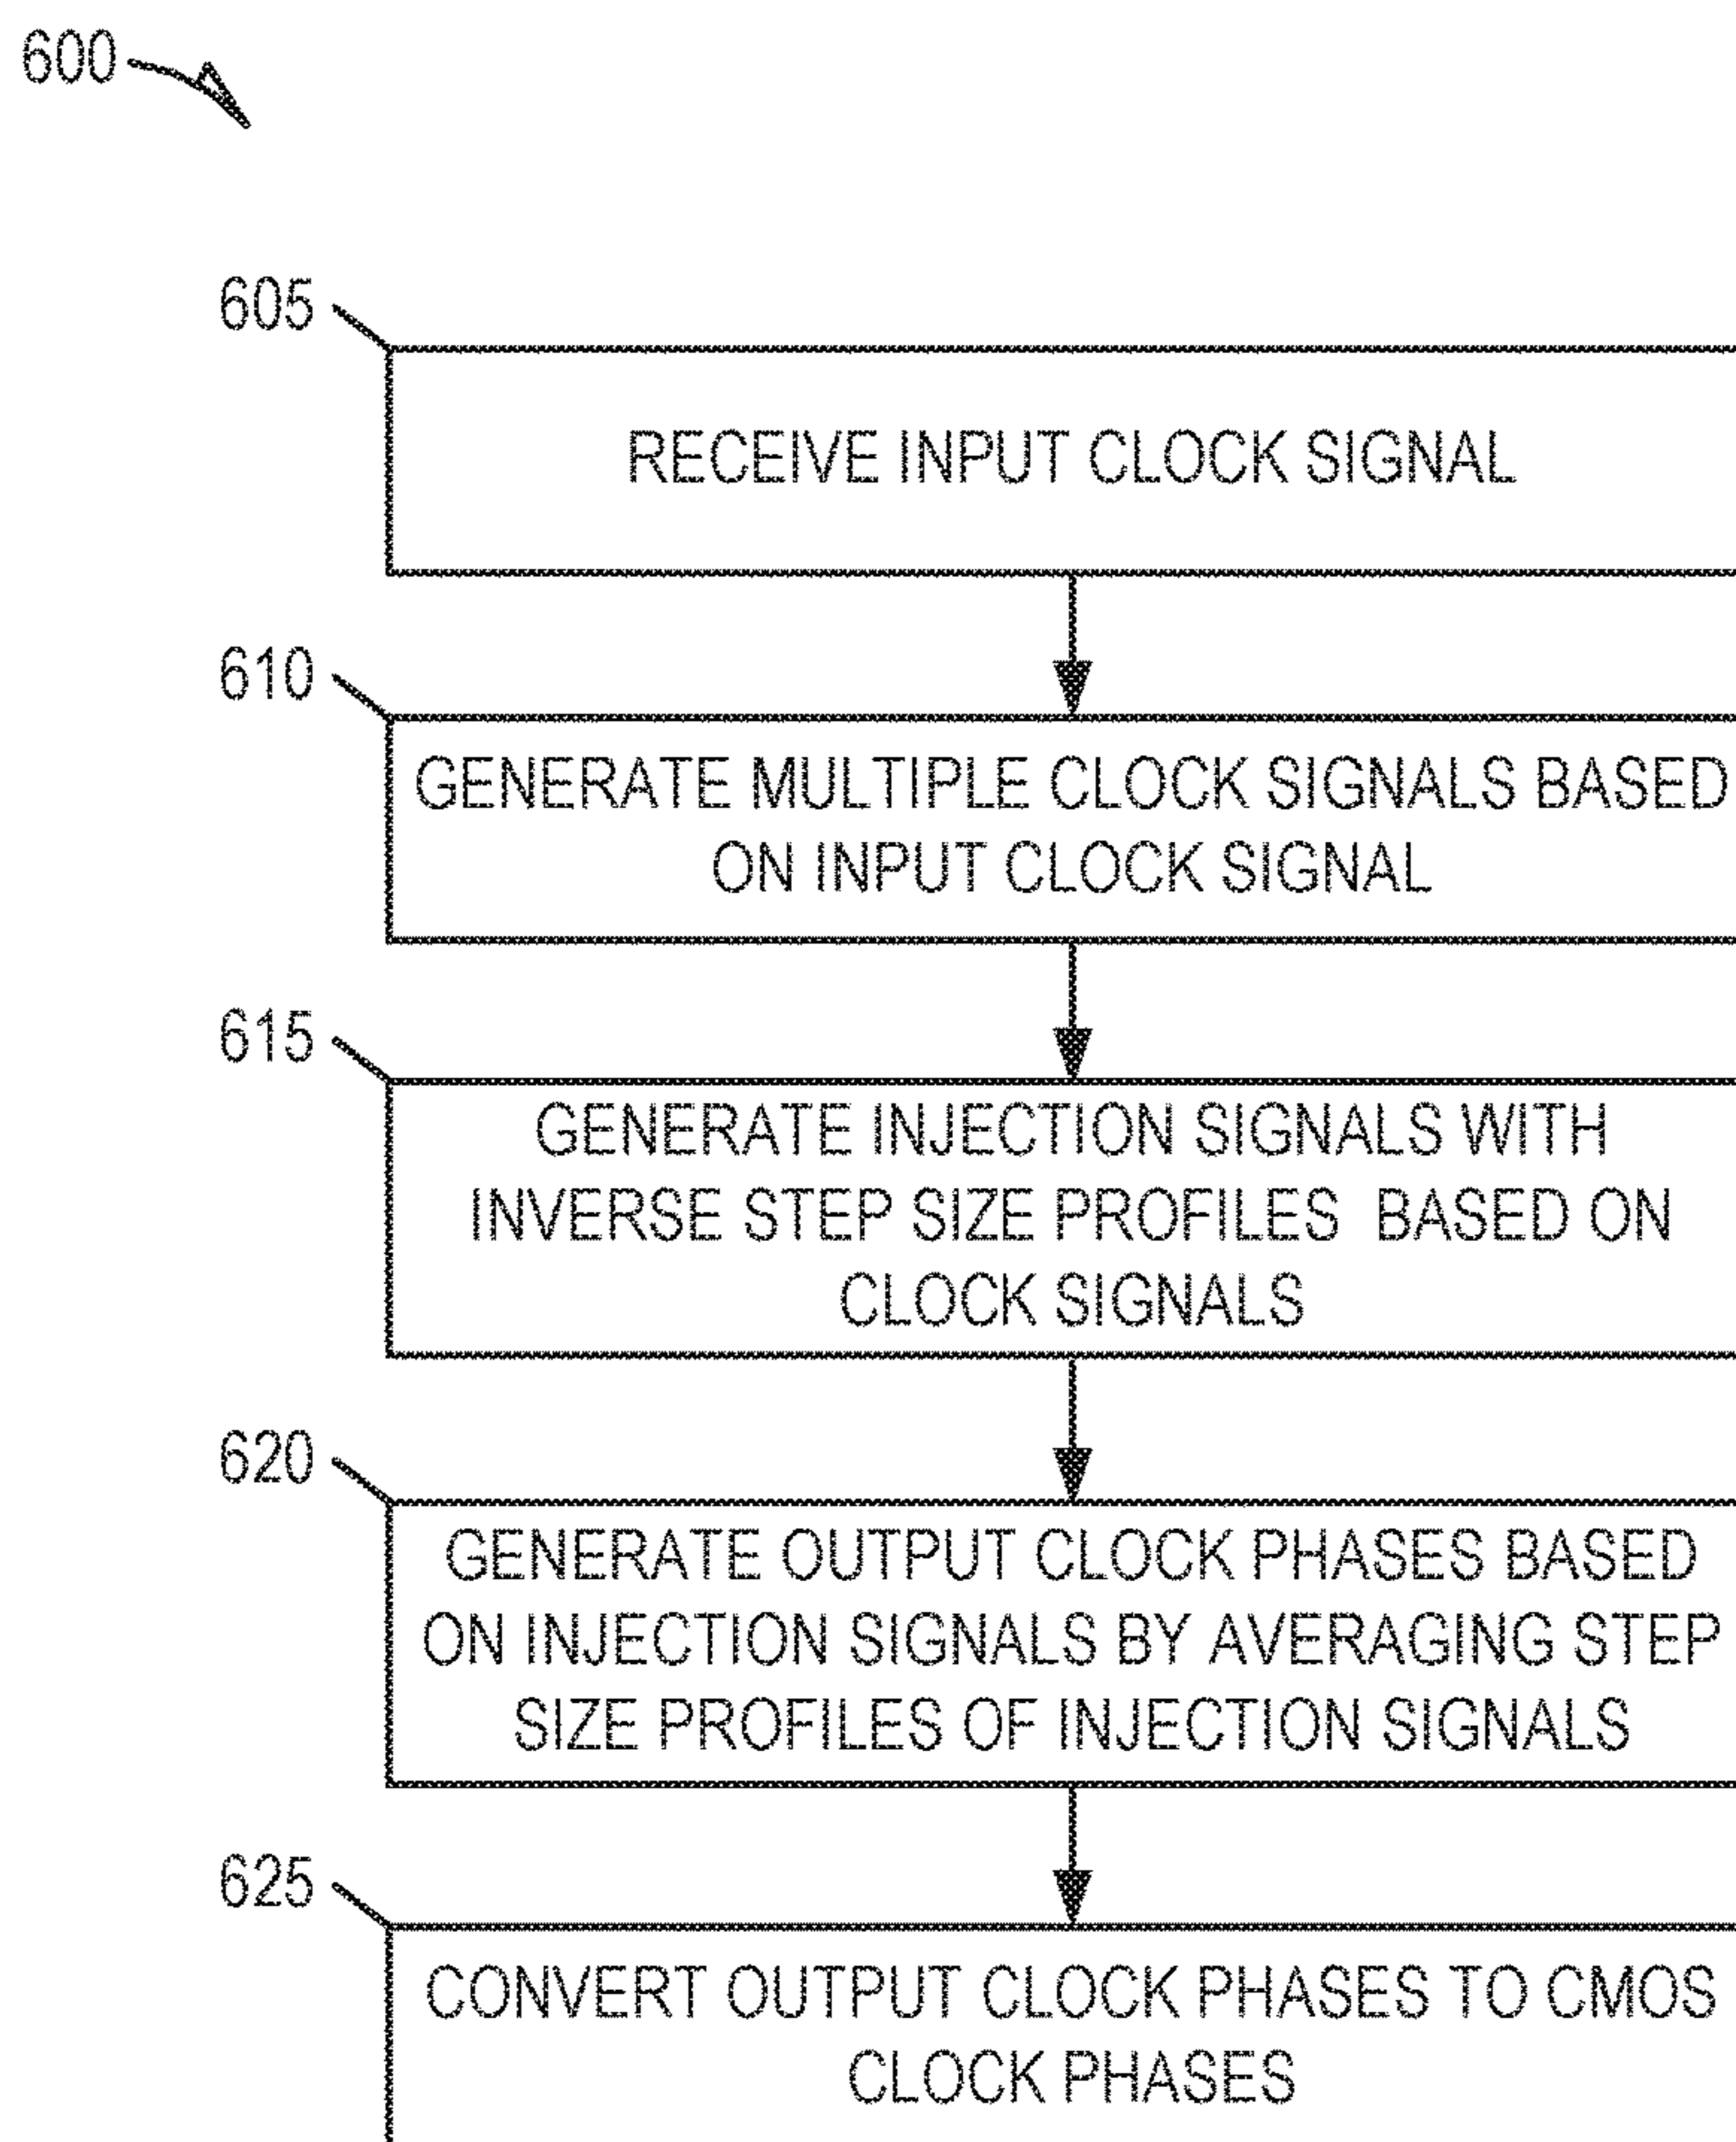 600
605
RECEIVE INPUT CLOCK SIGNAL
610
GENERATE MULTIPLE CLOCK SIGNALS BASED
ON INPUT CLOCK SIGNAL
615
GENERATE INJECTION SIGNALS WITH
INVERSE STEP SIZE PROFILES BASED ON
CLOCK SIGNALS
620
GENERATE OUTPUT CLOCK PHASES BASED
ON INJECTION SIGNALS BY AVERAGING STEP
SIZE PROFILES OF INJECTION SIGNALS
625
CONVERT OUTPUT CLOCK PHASES TO CMOS
CLOCK PHASES